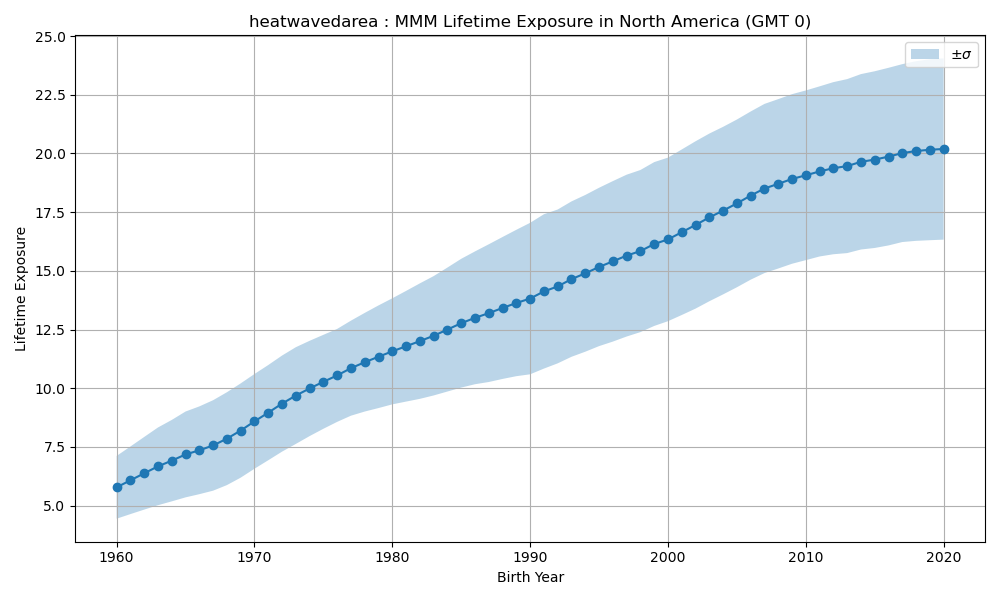 heatwavedarea : MMM Lifetime Exposure in North America (GMT 0)
±σ
Lifetime Exposure
25.0
22.5
20.0
17.5
15.0
12.5
10.0
7.5
5.0
1960 1970 1980 1990 2000 2010 2020
Birth Year